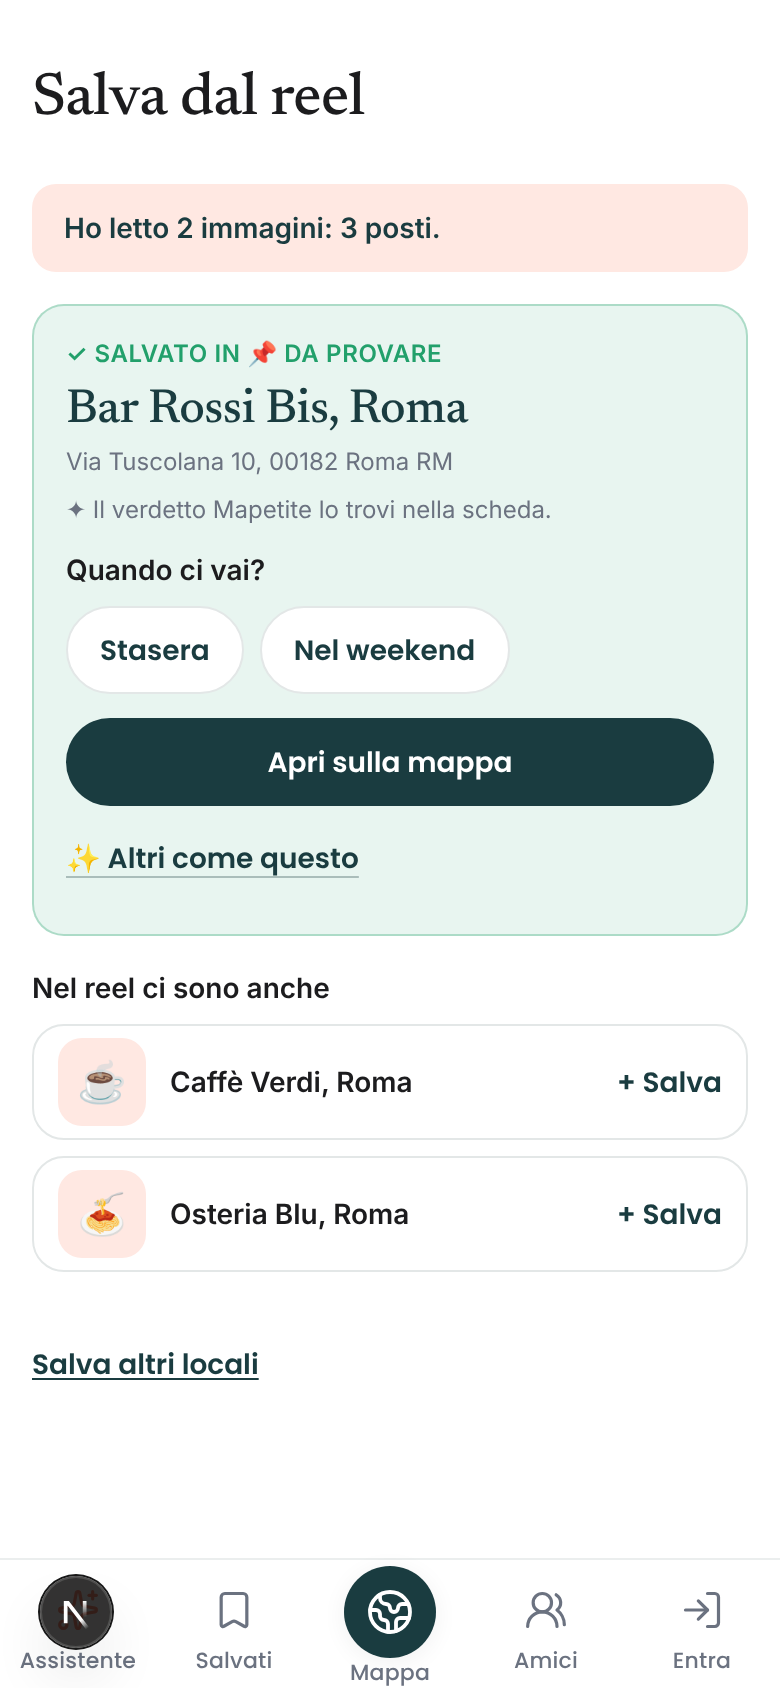 Salva dal reel
Ho letto 2 immagini: 3 posti.
✓ SALVATO IN 📌 DA PROVARE
Bar Rossi Bis, Roma
Via Tuscolana 10, 00182 Roma RM
✦ Il verdetto Mapetite lo trovi nella scheda.
Quando ci vai?
Stasera
Nel weekend
Apri sulla mappa
✨ Altri come questo
Nel reel ci sono anche
Caffè Verdi, Roma
+ Salva
Osteria Blu, Roma
+ Salva
Salva altri locali
N
Assistente
Salvati
Mappa
Amici
Entra